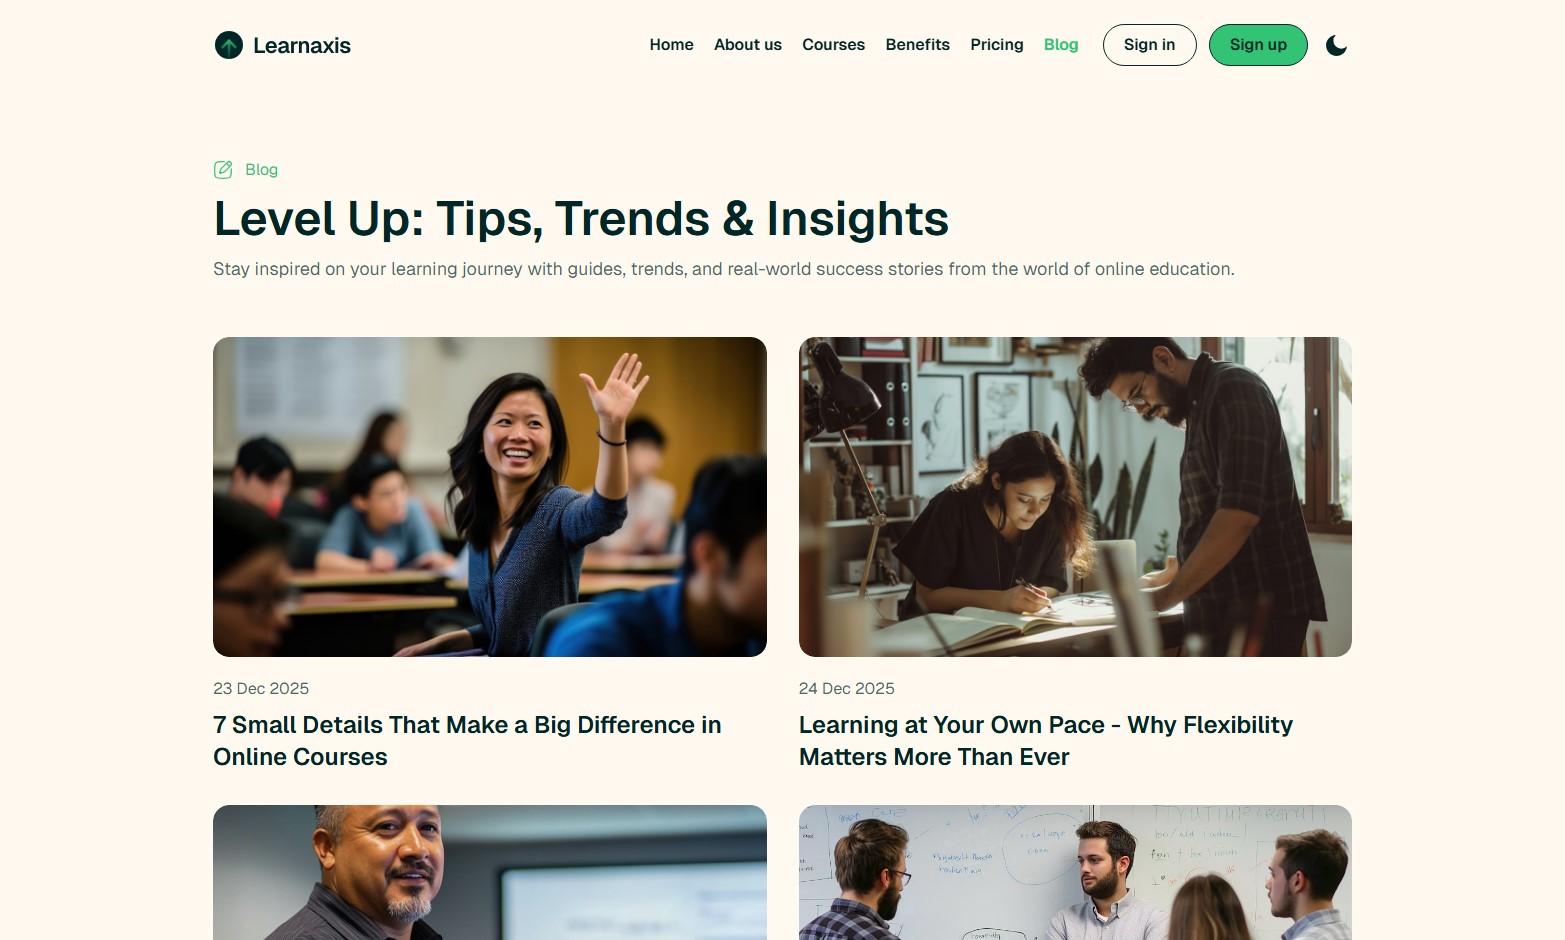 Learnaxis
Home About us Courses Benefits Pricing Blog Sign in Sign up
Blog
Level Up: Tips, Trends & Insights
Stay inspired on your learning journey with guides, trends, and real-world success stories from the world of online education.
23 Dec 2025
7 Small Details That Make a Big Difference in
Online Courses
24 Dec 2025
Learning at Your Own Pace - Why Flexibility
Matters More Than Ever